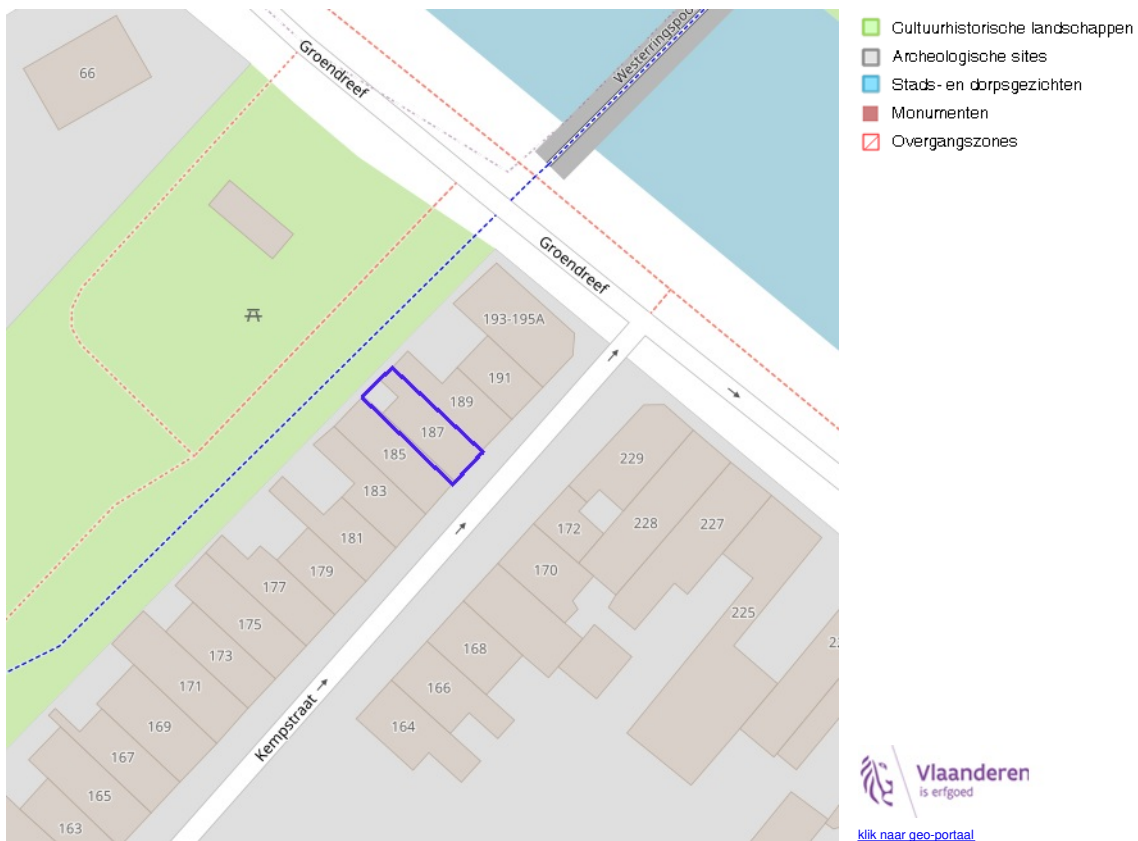 66
Groendreef
Westerringspoo
Groendreef
193-195A
191
189
187
185
183
181
179
177
175
173
171
169
167
165
163
229
228
227
225
172
170
168
166
164
Kempstraat
Cultuurhistorische landschappen
Archeologische sites
Stads- en dorpsgezichten
Monumenten
Overgangszones
Vlaanderen
is erfgoed
klik naar geo-portaal